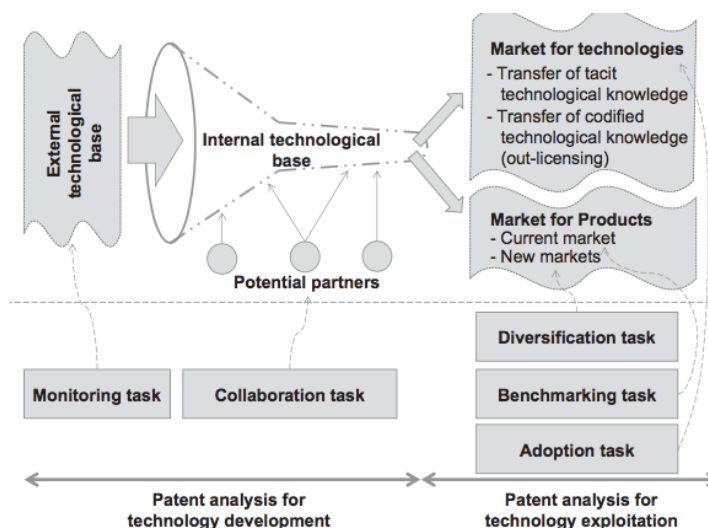 External
technological
base
Internal technological
base
Potential partners
Market for technologies
- Transfer of tacit
technological knowledge
- Transfer of codified
technological knowledge
(out-licensing)
Market for Products
- Current market
- New markets
Monitoring task
Collaboration task
Diversification task
Benchmarking task
Adoption task
Patent analysis for
technology development
Patent analysis for
technology exploitation